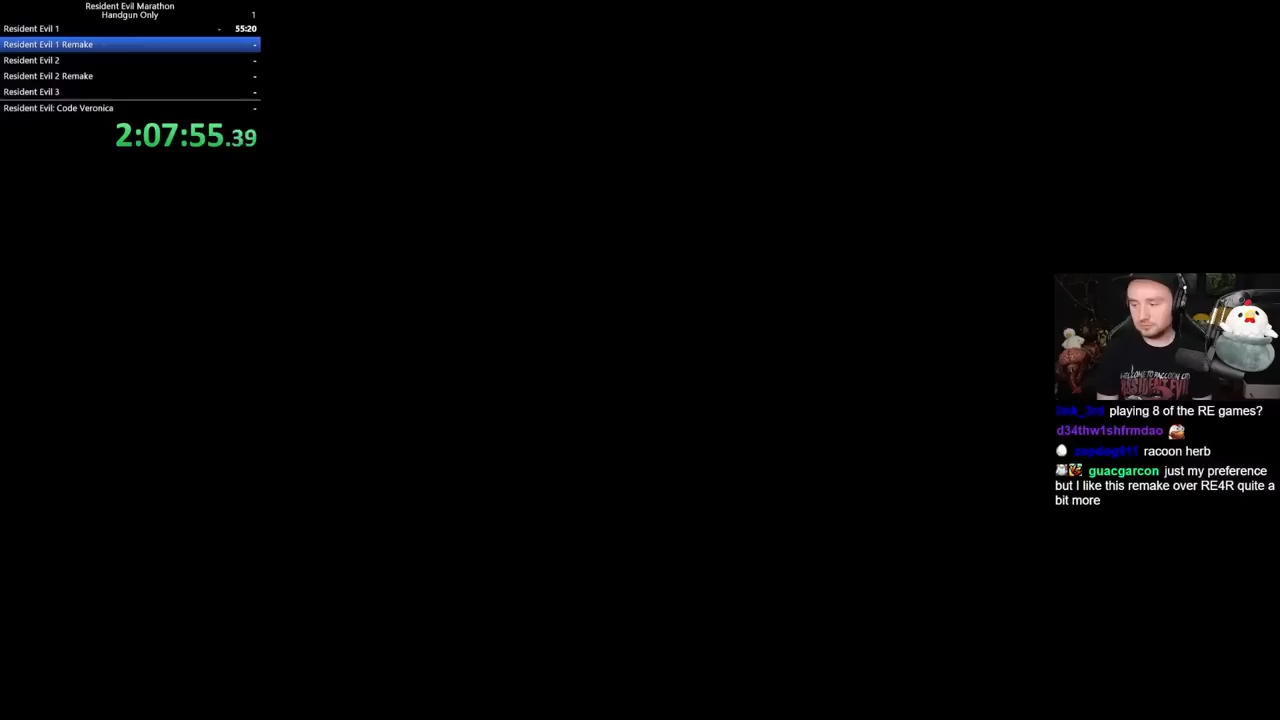 Resident Evil Marathon
Handgun Only
1
Resident Evil 1 - 55:20
Resident Evil 1 Remake -
Resident Evil 2 -
Resident Evil 2 Remake -
Resident Evil 3 -
Resident Evil: Code Veronica -
2:07:55.39
playing 8 of the RE games?
d34thw1shfrmdao
racoon herb
guacgarcon just my preference
but I like this remake over RE4R quite a
bit more
RESIDENT EVIL